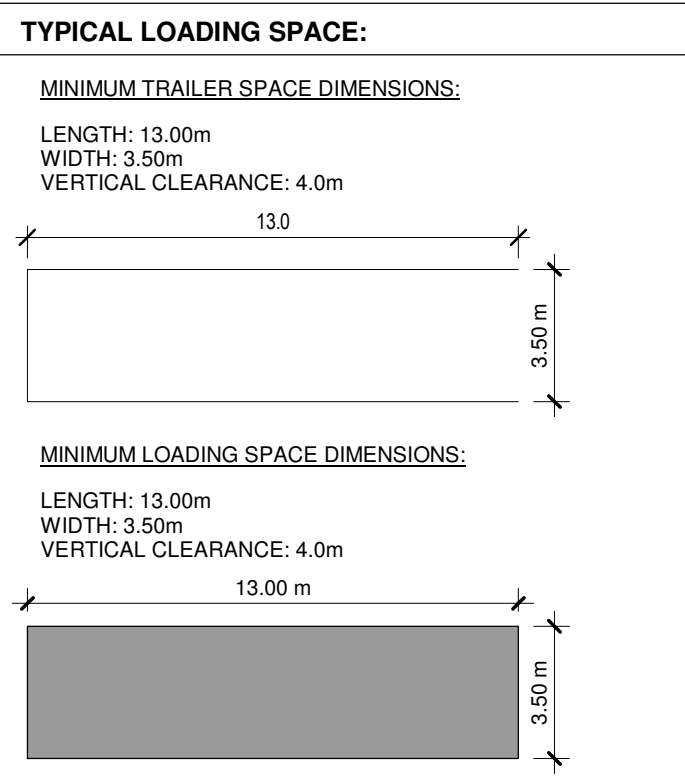 TYPICAL LOADING SPACE:
MINIMUM TRAILER SPACE DIMENSIONS:
LENGTH: 13.00m
WIDTH: 3.50m
VERTICAL CLEARANCE: 4.0m
13.0
3.50 m
MINIMUM LOADING SPACE DIMENSIONS:
LENGTH: 13.00m
WIDTH: 3.50m
VERTICAL CLEARANCE: 4.0m
13.00 m
3.50 m